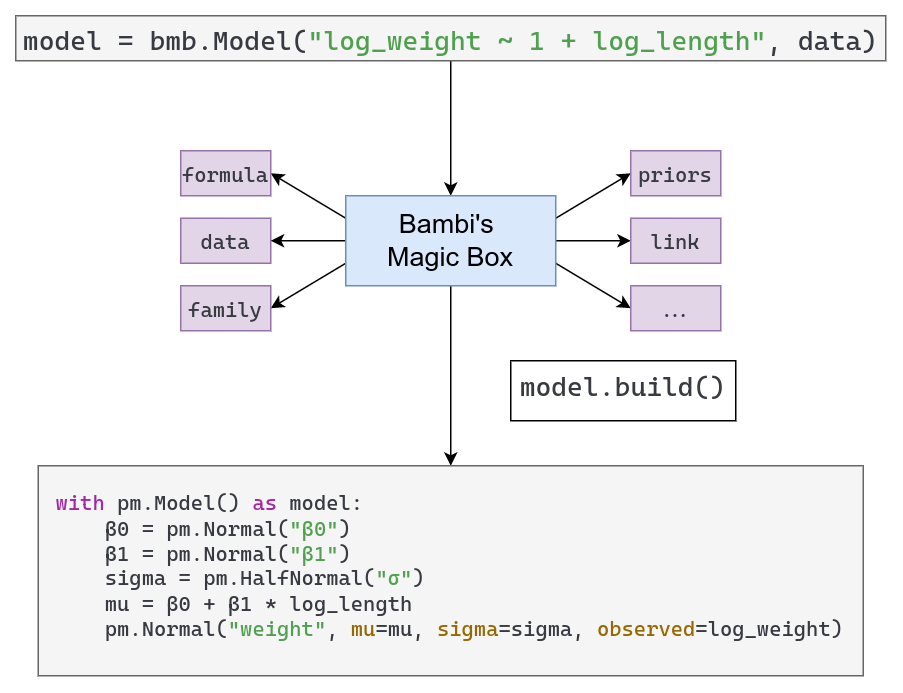 model = bmb.Model("log_weight ~ 1 + log_length", data)
formula
priors
Bambi's
Magic Box
data
link
family
...
model.build()
with pm.Model() as model:
    β0 = pm.Normal("β0")
    β1 = pm.Normal("β1")
    sigma = pm.HalfNormal("σ")
    mu = β0 + β1 * log_length
    pm.Normal("weight", mu=mu, sigma=sigma, observed=log_weight)